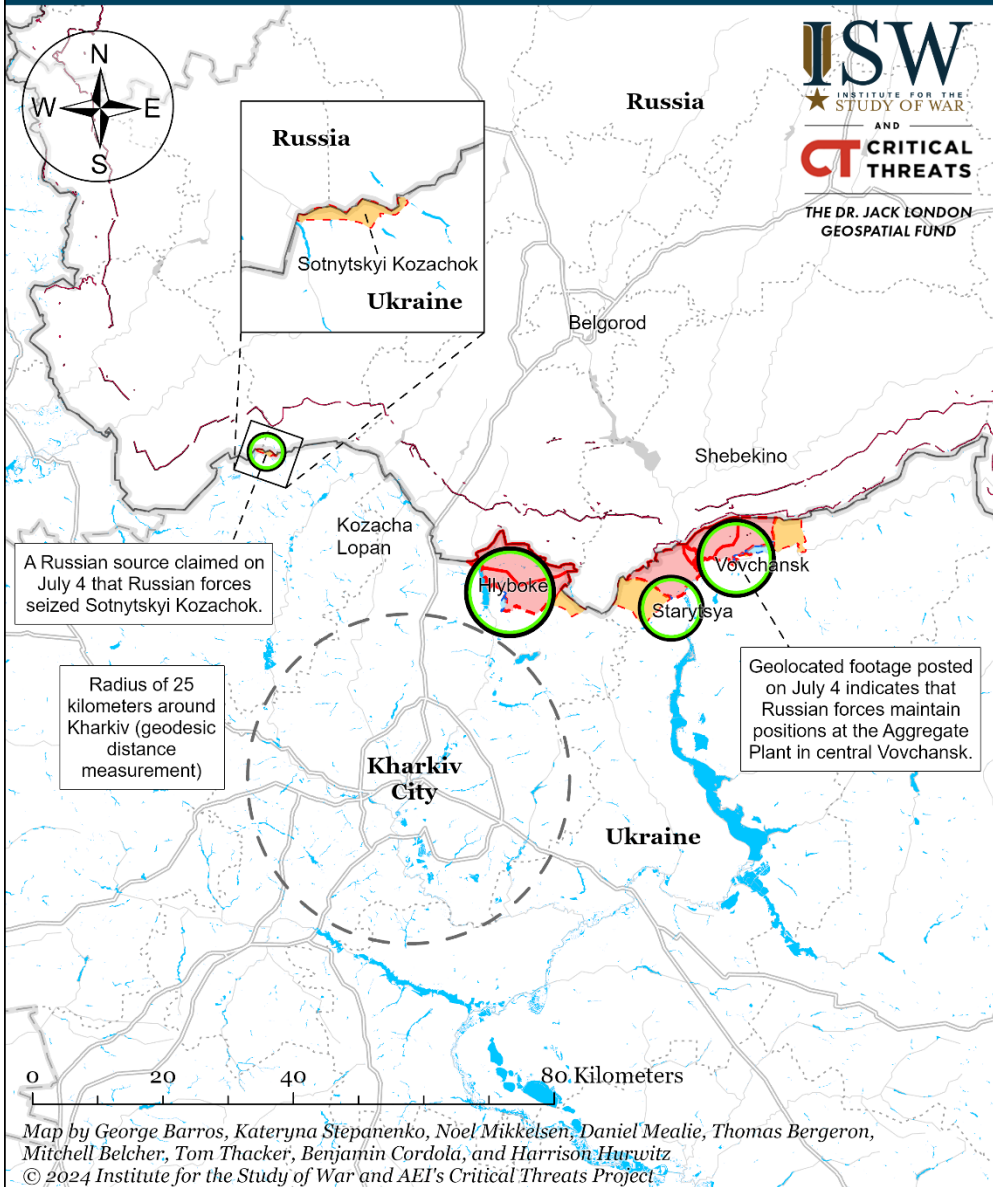 N
W E
S
ISW
INSTITUTE FOR THE
STUDY OF WAR
AND
CT CRITICAL
THREATS
THE DR. JACK LONDON
GEOSPATIAL FUND
Russia
Russia
Sotnytskyi Kozachok
Ukraine
Belgorod
Shebekino
Kozacha
Lopan
Hlyboke
Vovchansk
Starytsya
A Russian source claimed on
July 4 that Russian forces
seized Sotnytskyi Kozachok.
Radius of 25
kilometers around
Kharkiv (geodesic
distance
measurement)
Geolocated footage posted
on July 4 indicates that
Russian forces maintain
positions at the Aggregate
Plant in central Vovchansk.
Kharkiv
City
Ukraine
0 20 40 80 Kilometers
Map by George Barros, Kateryna Stepanenko, Noel Mikkelsen, Daniel Mealie, Thomas Bergeron,
Mitchell Belcher, Tom Thacker, Benjamin Cordola, and Harrison Hurwitz
© 2024 Institute for the Study of War and AEI's Critical Threats Project